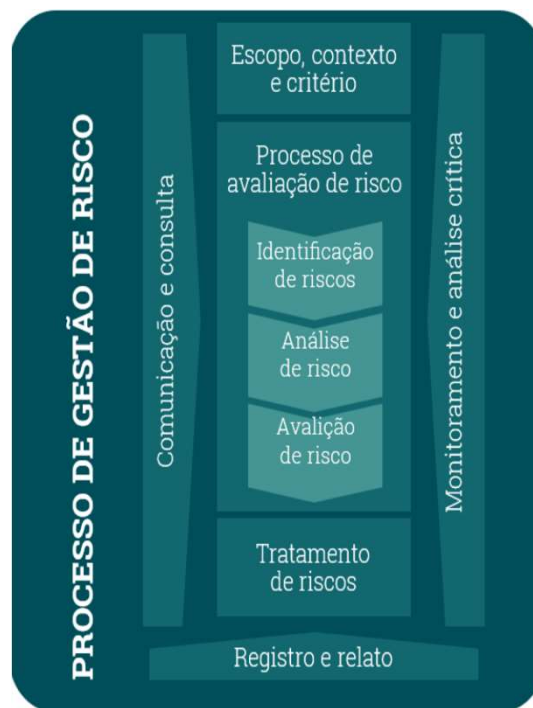 PROCESSO DE GESTÃO DE RISCO
Comunicação e consulta
Escopo, contexto
e critério
Processo de
avaliação de risco
Identificação
de riscos
Análise
de risco
Avalição
de risco
Tratamento
de riscos
Monitoramento e análise crítica
Registro e relato